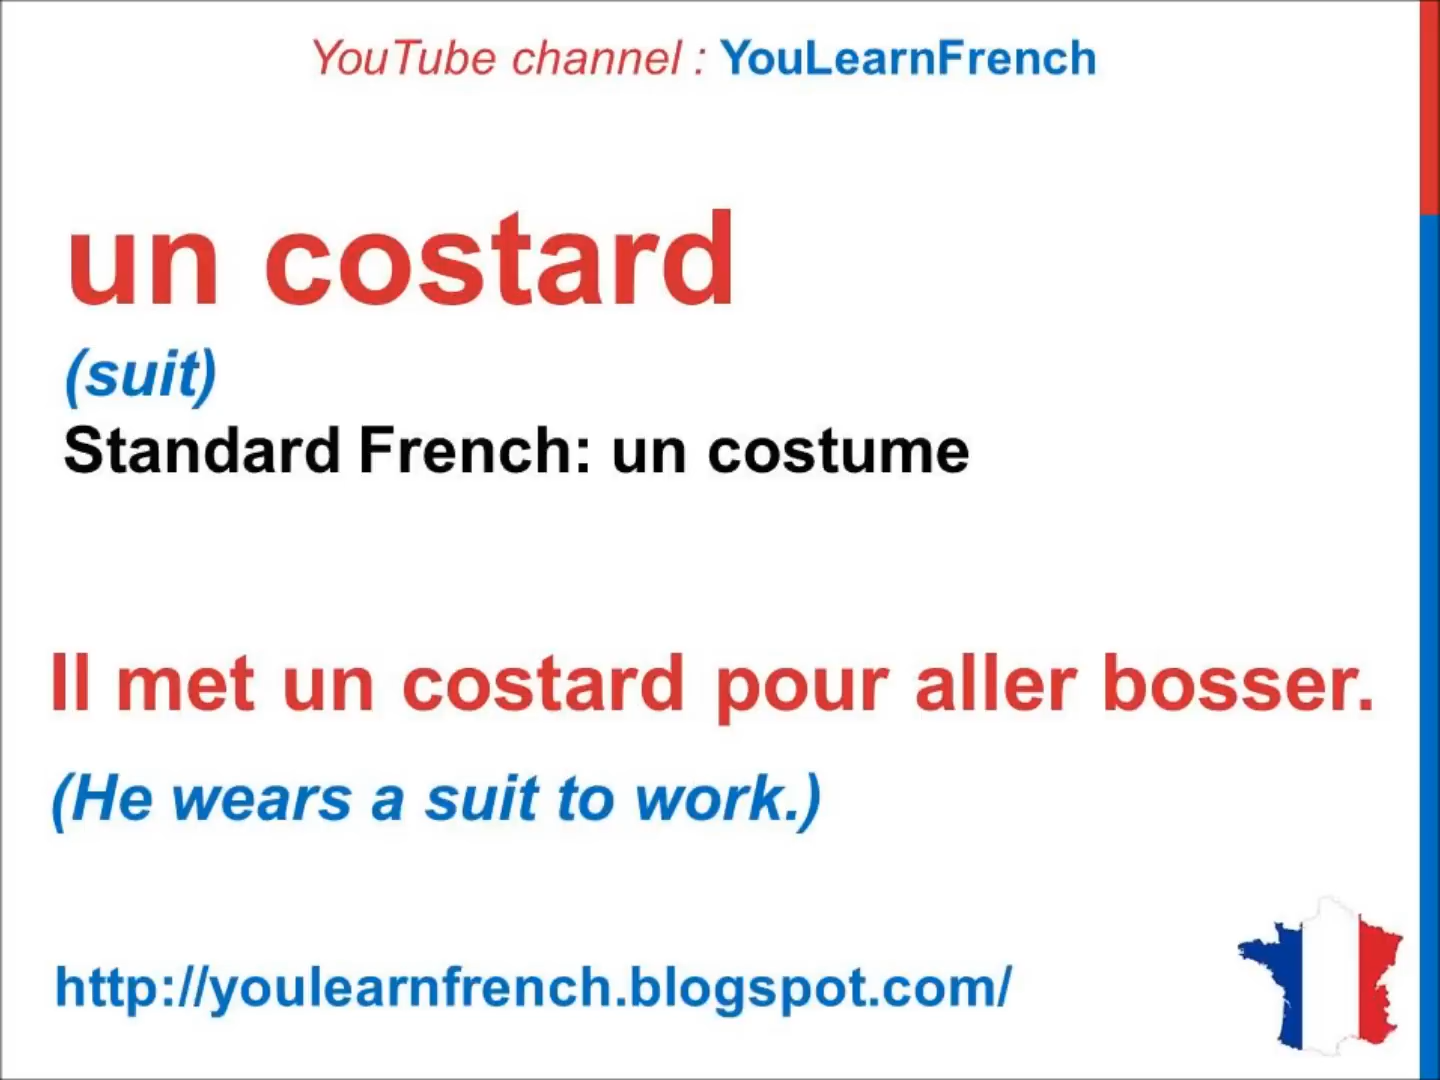 YouTube channel : YouLearnFrench
un costard
(suit)
Standard French: un costume
Il met un costard pour aller bosser.
(He wears a suit to work.)
http://youlearnfrench.blogspot.com/